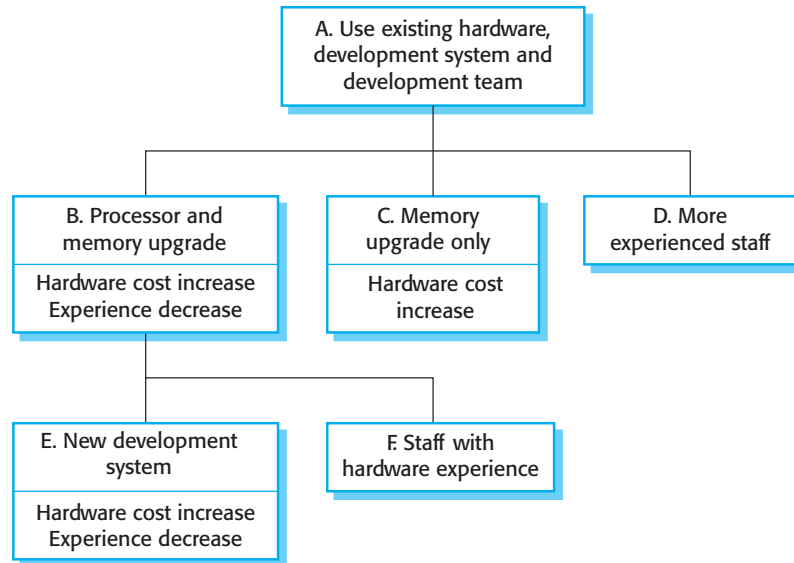 A. Use existing hardware,
development system and
development team
B. Processor and
memory upgrade
Hardware cost increase
Experience decrease
C. Memory
upgrade only
Hardware cost
increase
D. More
experienced staff
E. New development
system
Hardware cost increase
Experience decrease
F. Staff with
hardware experience